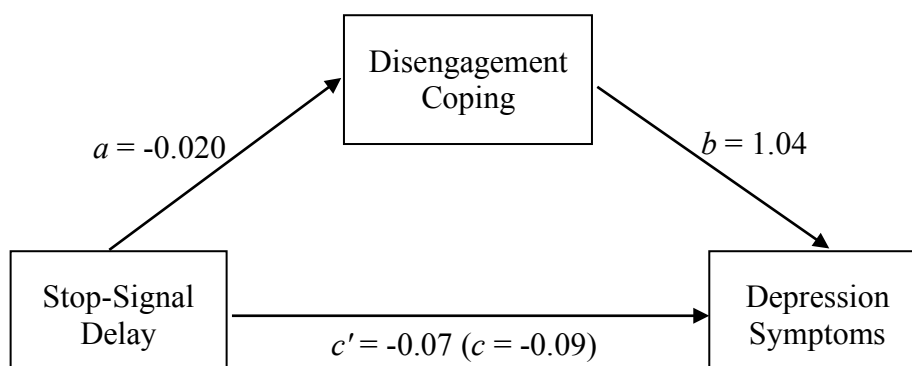 Disengagement
Coping
a = -0.020
b = 1.04
Stop-Signal
Delay
c' = -0.07 (c = -0.09)
Depression
Symptoms